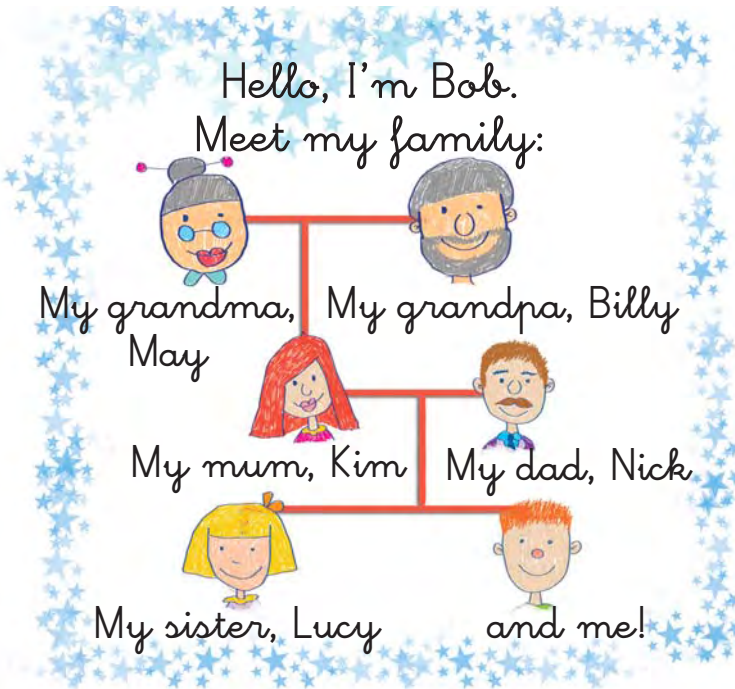 Hello, I'm Bob.
Meet my family:
My grandma,
May
My grandpa, Billy
My mum, Kim
My dad, Nick
My sister, Lucy
and me!